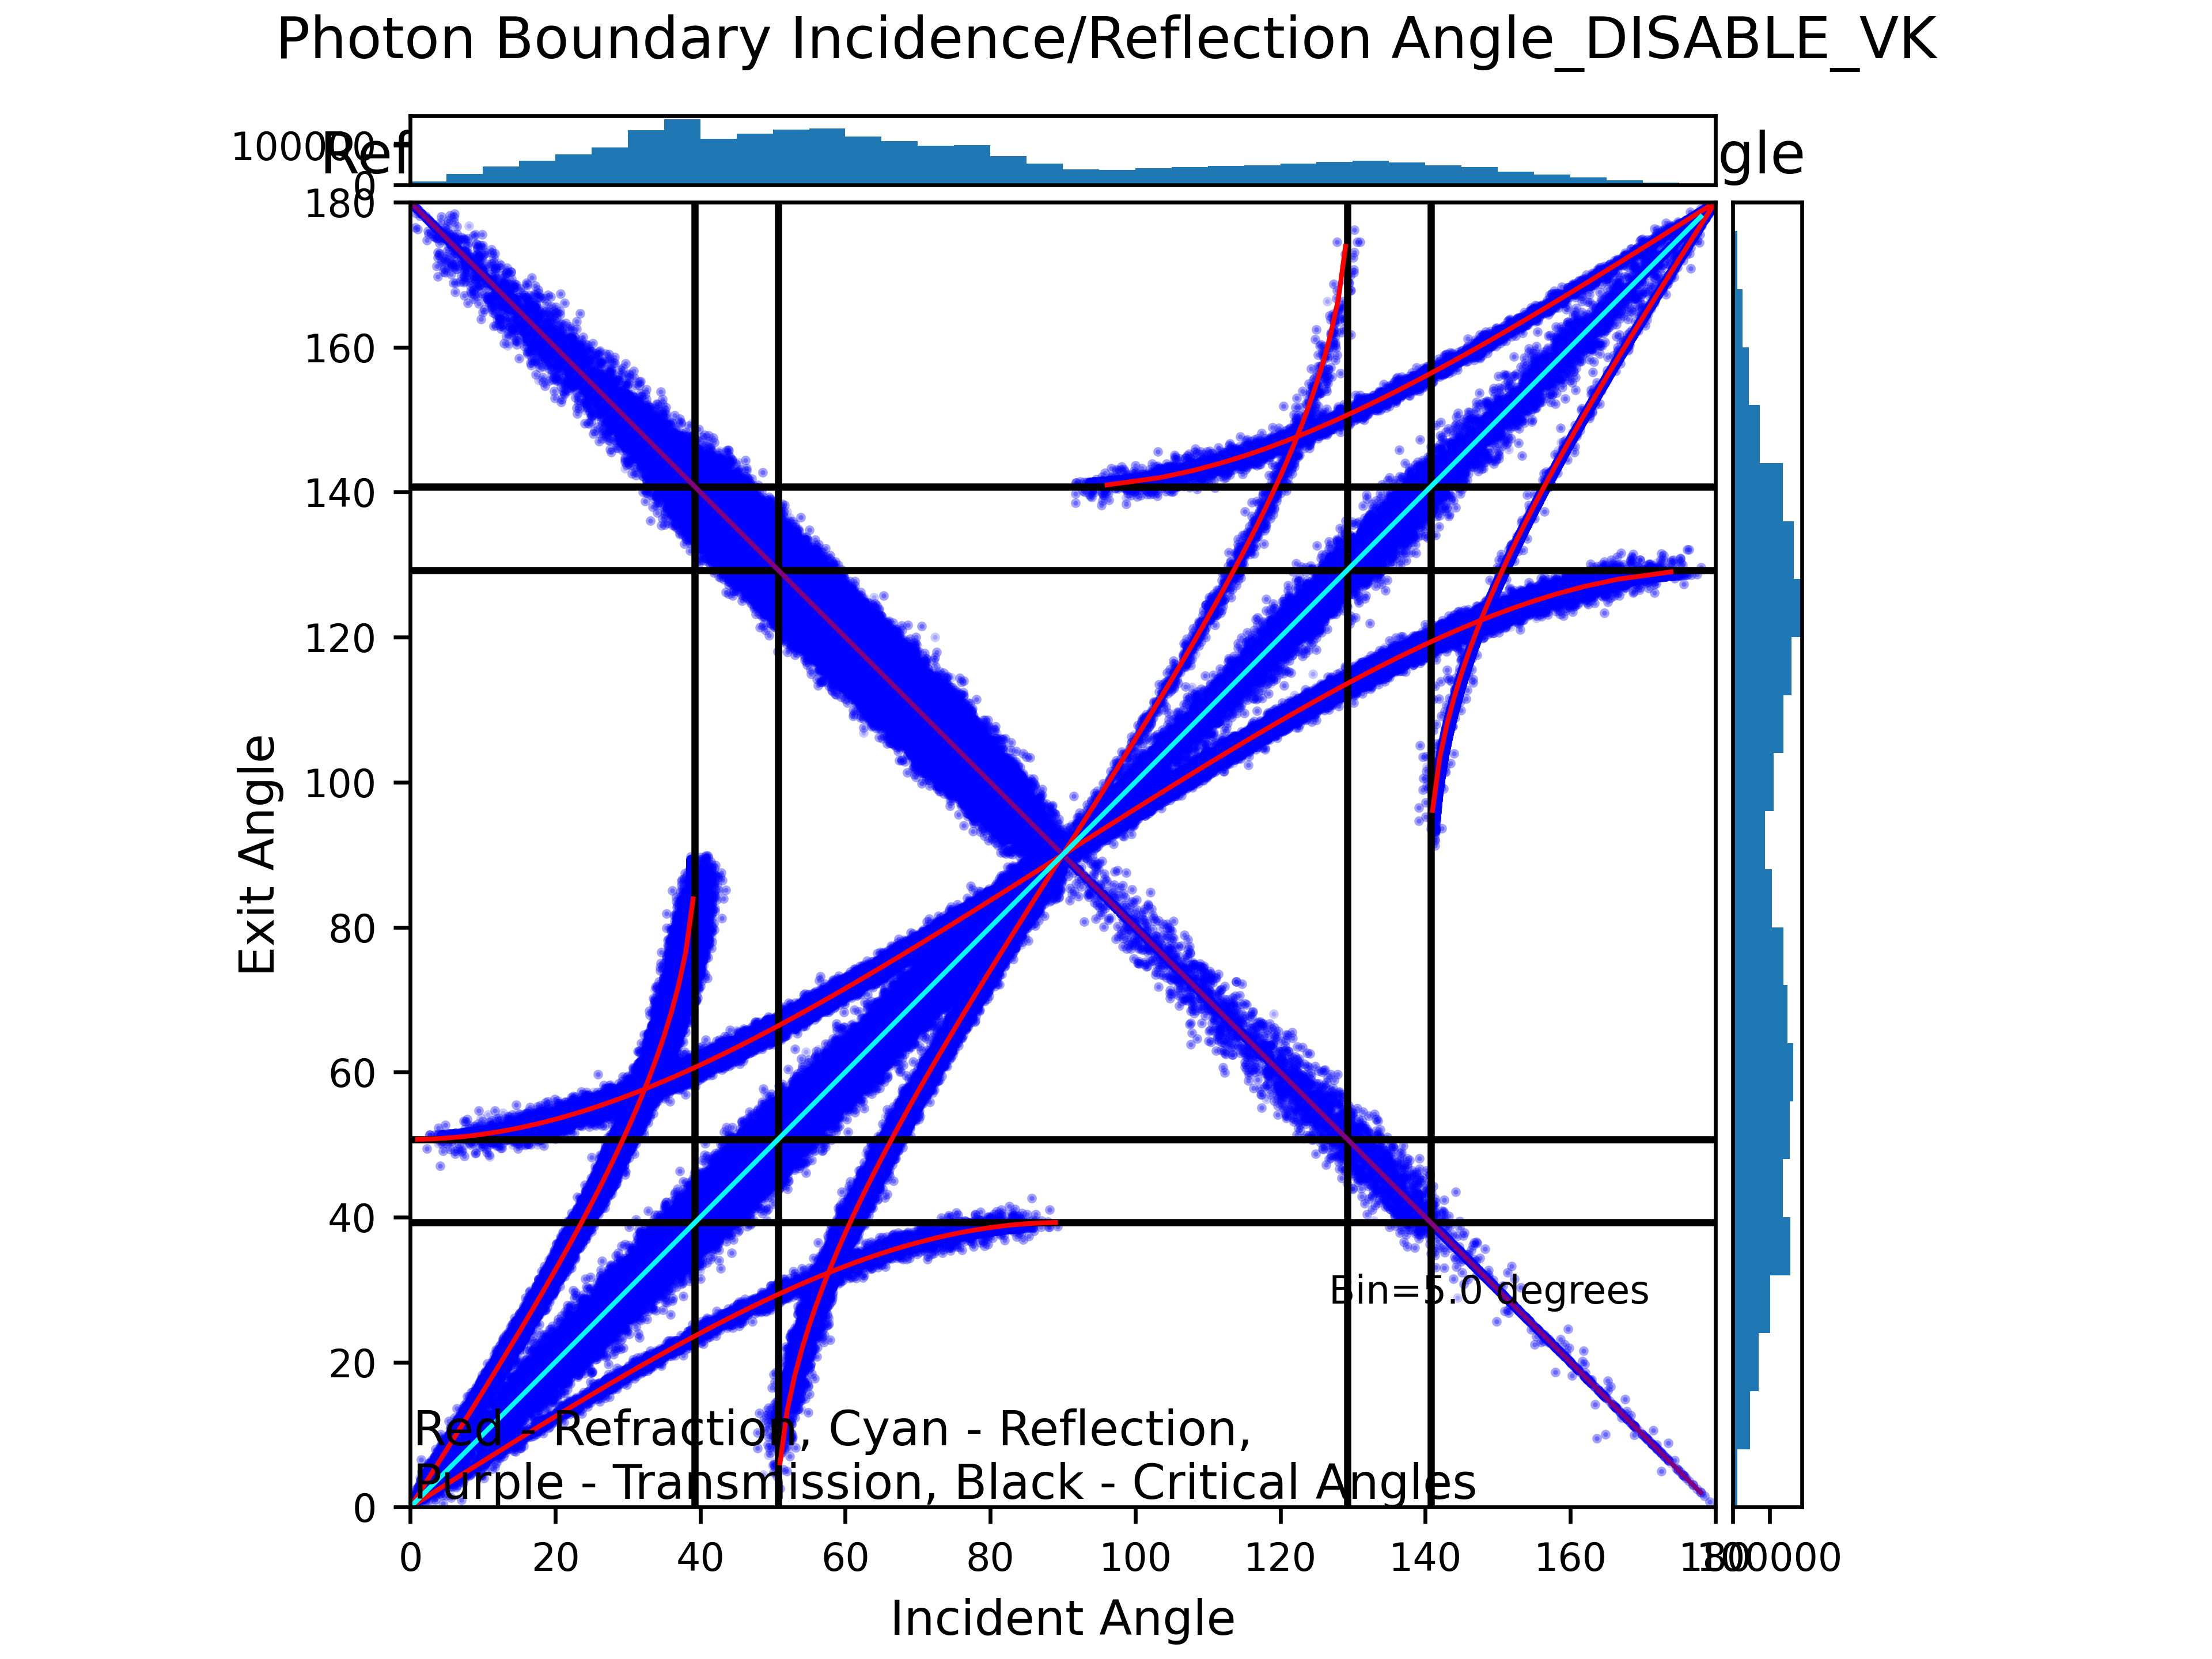 Photon Boundary Incidence/Reflection Angle_DISABLE_VK
100000
0
Ref
gle
180
160
140
120
100
80
60
40
20
0
Exit Angle
Bin=5.0 degrees
Red - Refraction, Cyan - Reflection,
Purple - Transmission, Black - Critical Angles
0 20 40 60 80 100 120 140 160 180 100000
Incident Angle